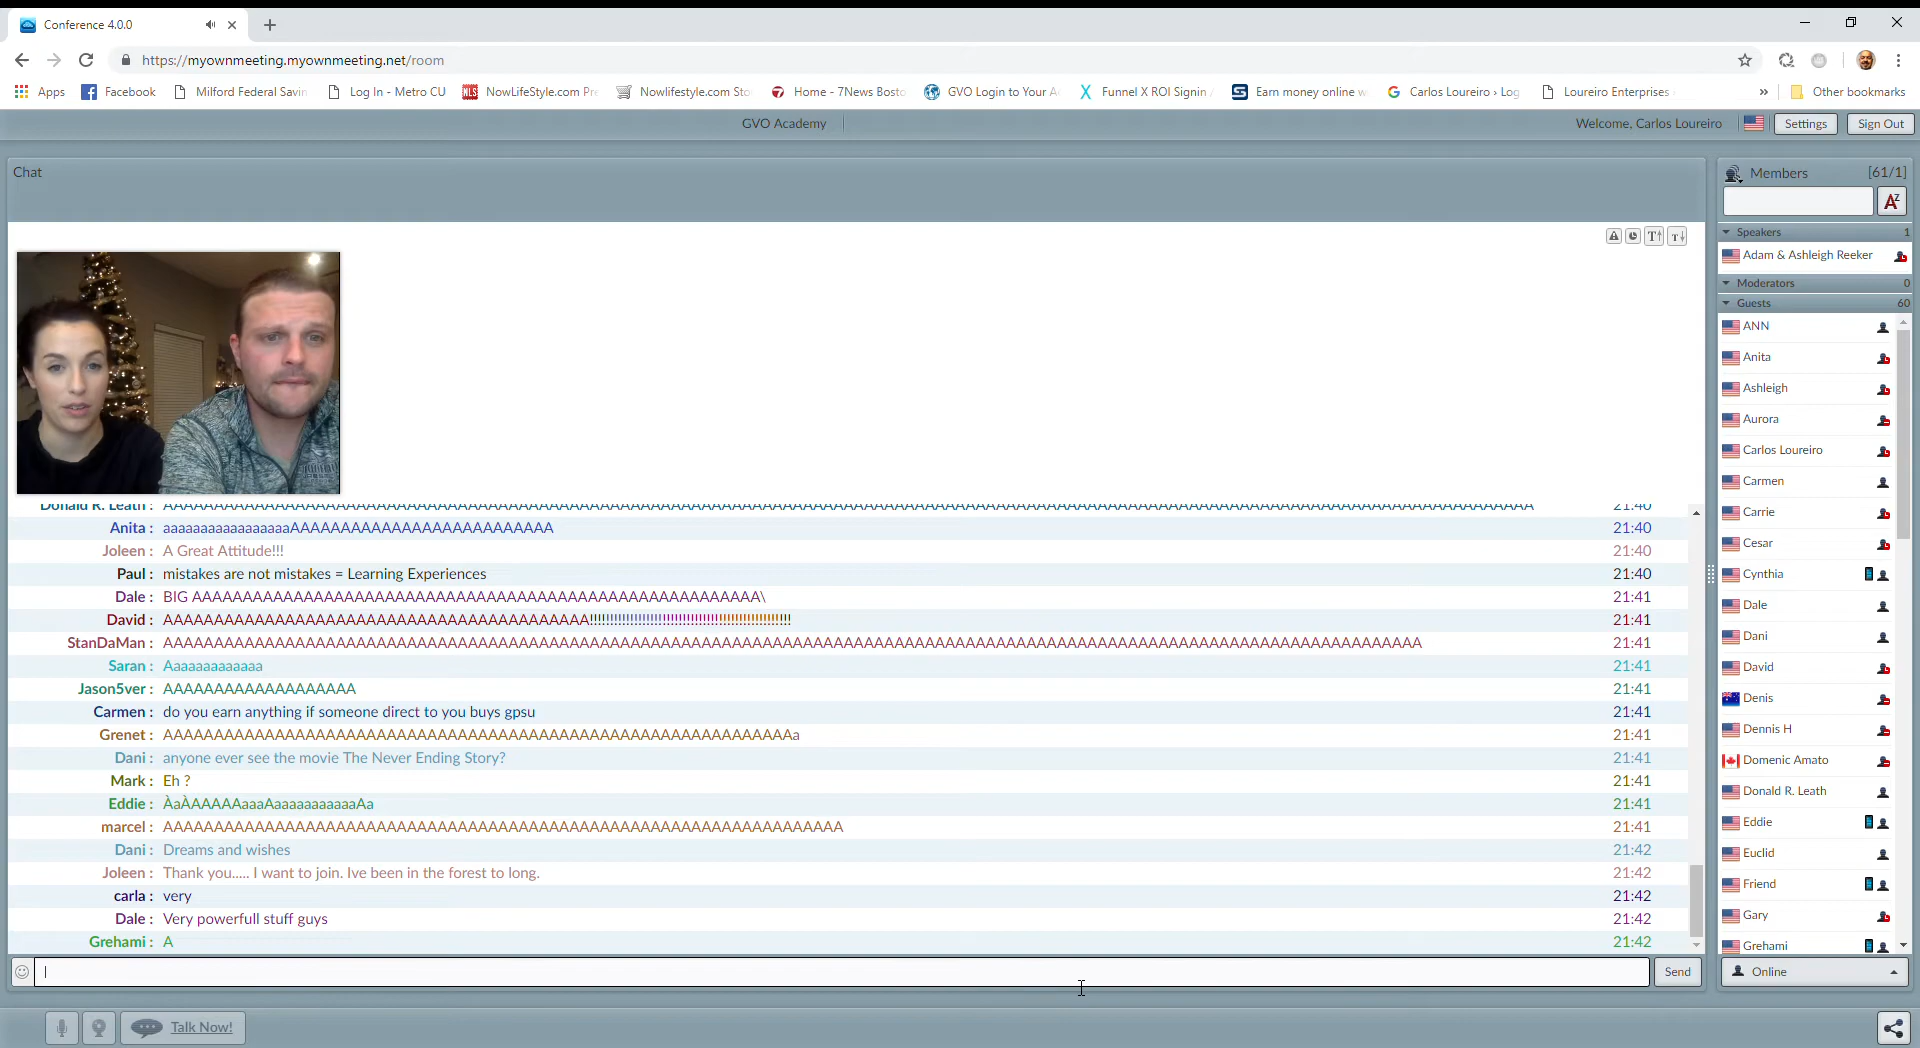 Conference 4.0.0
https://myownmeeting.myownmeeting.net/room
Apps Facebook Milford Federal Savin Log In - Metro CU NLS NowLifeStyle.com Pre Nowlifestyle.com Sto Home - 7News Bosto GVO Login to Your A Funnel X ROI Signin Earn money online w Carlos Loureiro › Log Loureiro Enterprises » Other bookmarks
GVO Academy Welcome, Carlos Loureiro Settings Sign Out
Chat
Donald R. Leath : 21:40
Anita : aaaaaaaaaaaaaaaaaAAAAAAAAAAAAAAAAAAAAAAAAAA 21:40
Joleen : A Great Attitude!!! 21:40
Paul : mistakes are not mistakes = Learning Experiences 21:40
Dale : BIG 21:41
David : 21:41
StanDaMan : 21:41
Saran : Aaaaaaaaaaaaa 21:41
Jason5ver : AAAAAAAAAAAAAAAAAAA 21:41
Carmen : do you earn anything if someone direct to you buys gpsu 21:41
Grenet : 21:41
Dani : anyone ever see the movie The Never Ending Story? 21:41
Mark : Eh ? 21:41
Eddie : ÀaÀAAAAAAaaaAaaaaaaaaaaaAa 21:41
marcel : 21:41
Dani : Dreams and wishes 21:42
Joleen : Thank you..... I want to join. Ive been in the forest to long. 21:42
carla : very 21:42
Dale : Very powerfull stuff guys 21:42
Grehami : A 21:42
Send
Talk Now!
Members [61/1]
AZ
Speakers 1
Adam & Ashleigh Reeker
Moderators 0
Guests 60
ANN
Anita
Ashleigh
Aurora
Carlos Loureiro
Carmen
Carrie
Cesar
Cynthia
Dale
Dani
David
Denis
Dennis H
Domenic Amato
Donald R. Leath
Eddie
Euclid
Friend
Gary
Grehami
Online